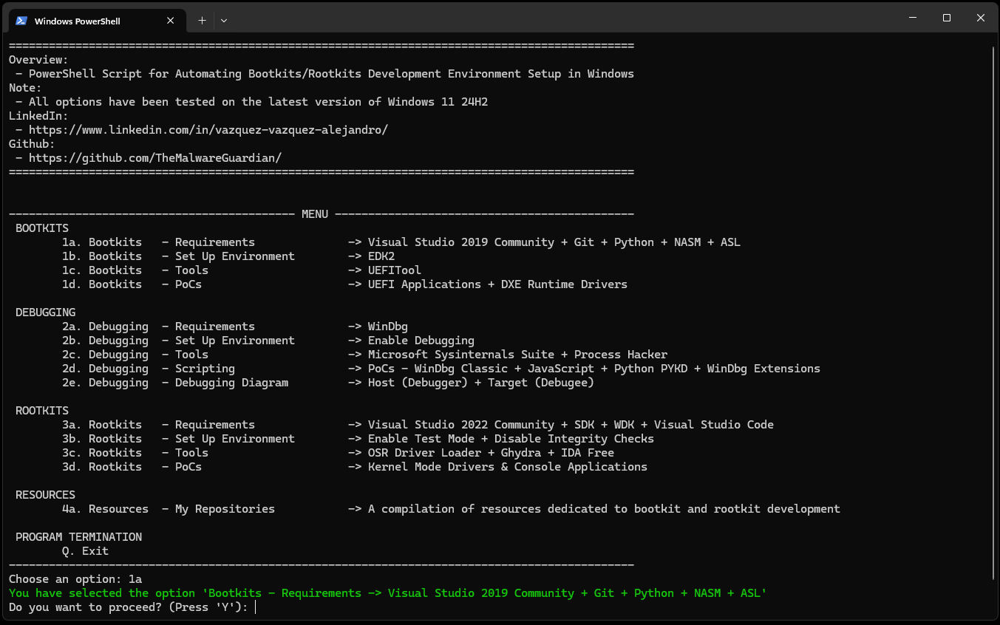 Windows PowerShell
==============================================================================================
Overview:
 - PowerShell Script for Automating Bootkits/Rootkits Development Environment Setup in Windows
Note:
 - All options have been tested on the latest version of Windows 11 24H2
LinkedIn:
 - https://www.linkedin.com/in/vazquez-vazquez-alejandro/
Github:
 - https://github.com/TheMalwareGuardian/
==============================================================================================
------------------------------------------- MENU ---------------------------------------------
 BOOTKITS
        1a. Bootkits   - Requirements              -> Visual Studio 2019 Community + Git + Python + NASM + ASL
        1b. Bootkits   - Set Up Environment        -> EDK2
        1c. Bootkits   - Tools                     -> UEFITool
        1d. Bootkits   - PoCs                      -> UEFI Applications + DXE Runtime Drivers
 DEBUGGING
        2a. Debugging  - Requirements              -> WinDbg
        2b. Debugging  - Set Up Environment        -> Enable Debugging
        2c. Debugging  - Tools                     -> Microsoft Sysinternals Suite + Process Hacker
        2d. Debugging  - Scripting                 -> PoCs - WinDbg Classic + JavaScript + Python PYKD + WinDbg Extensions
        2e. Debugging  - Debugging Diagram         -> Host (Debugger) + Target (Debugee)
 ROOTKITS
        3a. Rootkits   - Requirements              -> Visual Studio 2022 Community + SDK + WDK + Visual Studio Code
        3b. Rootkits   - Set Up Environment        -> Enable Test Mode + Disable Integrity Checks
        3c. Rootkits   - Tools                     -> OSR Driver Loader + Ghydra + IDA Free
        3d. Rootkits   - PoCs                      -> Kernel Mode Drivers & Console Applications
 RESOURCES
        4a. Resources  - My Repositories           -> A compilation of resources dedicated to bootkit and rootkit development
 PROGRAM TERMINATION
        Q. Exit
----------------------------------------------------------------------------------------------
Choose an option: 1a
You have selected the option 'Bootkits - Requirements -> Visual Studio 2019 Community + Git + Python + NASM + ASL'
Do you want to proceed? (Press 'Y'):